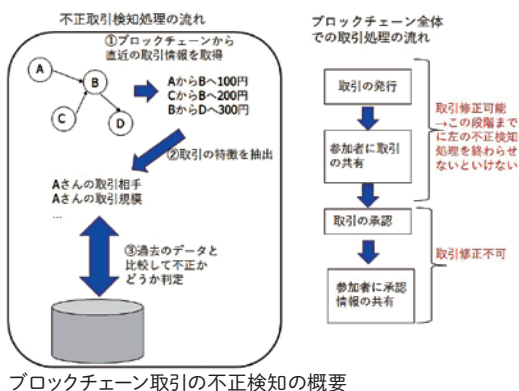 不正取引検知処理の流れ
①ブロックチェーンから
直近の取引情報を取得
A
B
C
D
AからBへ100円
CからBへ200円
BからDへ300円
②取引の特徴を抽出
Aさんの取引相手
Aさんの取引規模
...
③過去のデータと
比較して不正か
どうか判定
ブロックチェーン全体
での取引処理の流れ
取引の発行
参加者に取引
の共有
取引の承認
参加者に承認
情報の共有
取引修正可能
→この段階まで
に左の不正検知
処理を終わらせ
ないといけない
取引修正不可
ブロックチェーン取引の不正検知の概要